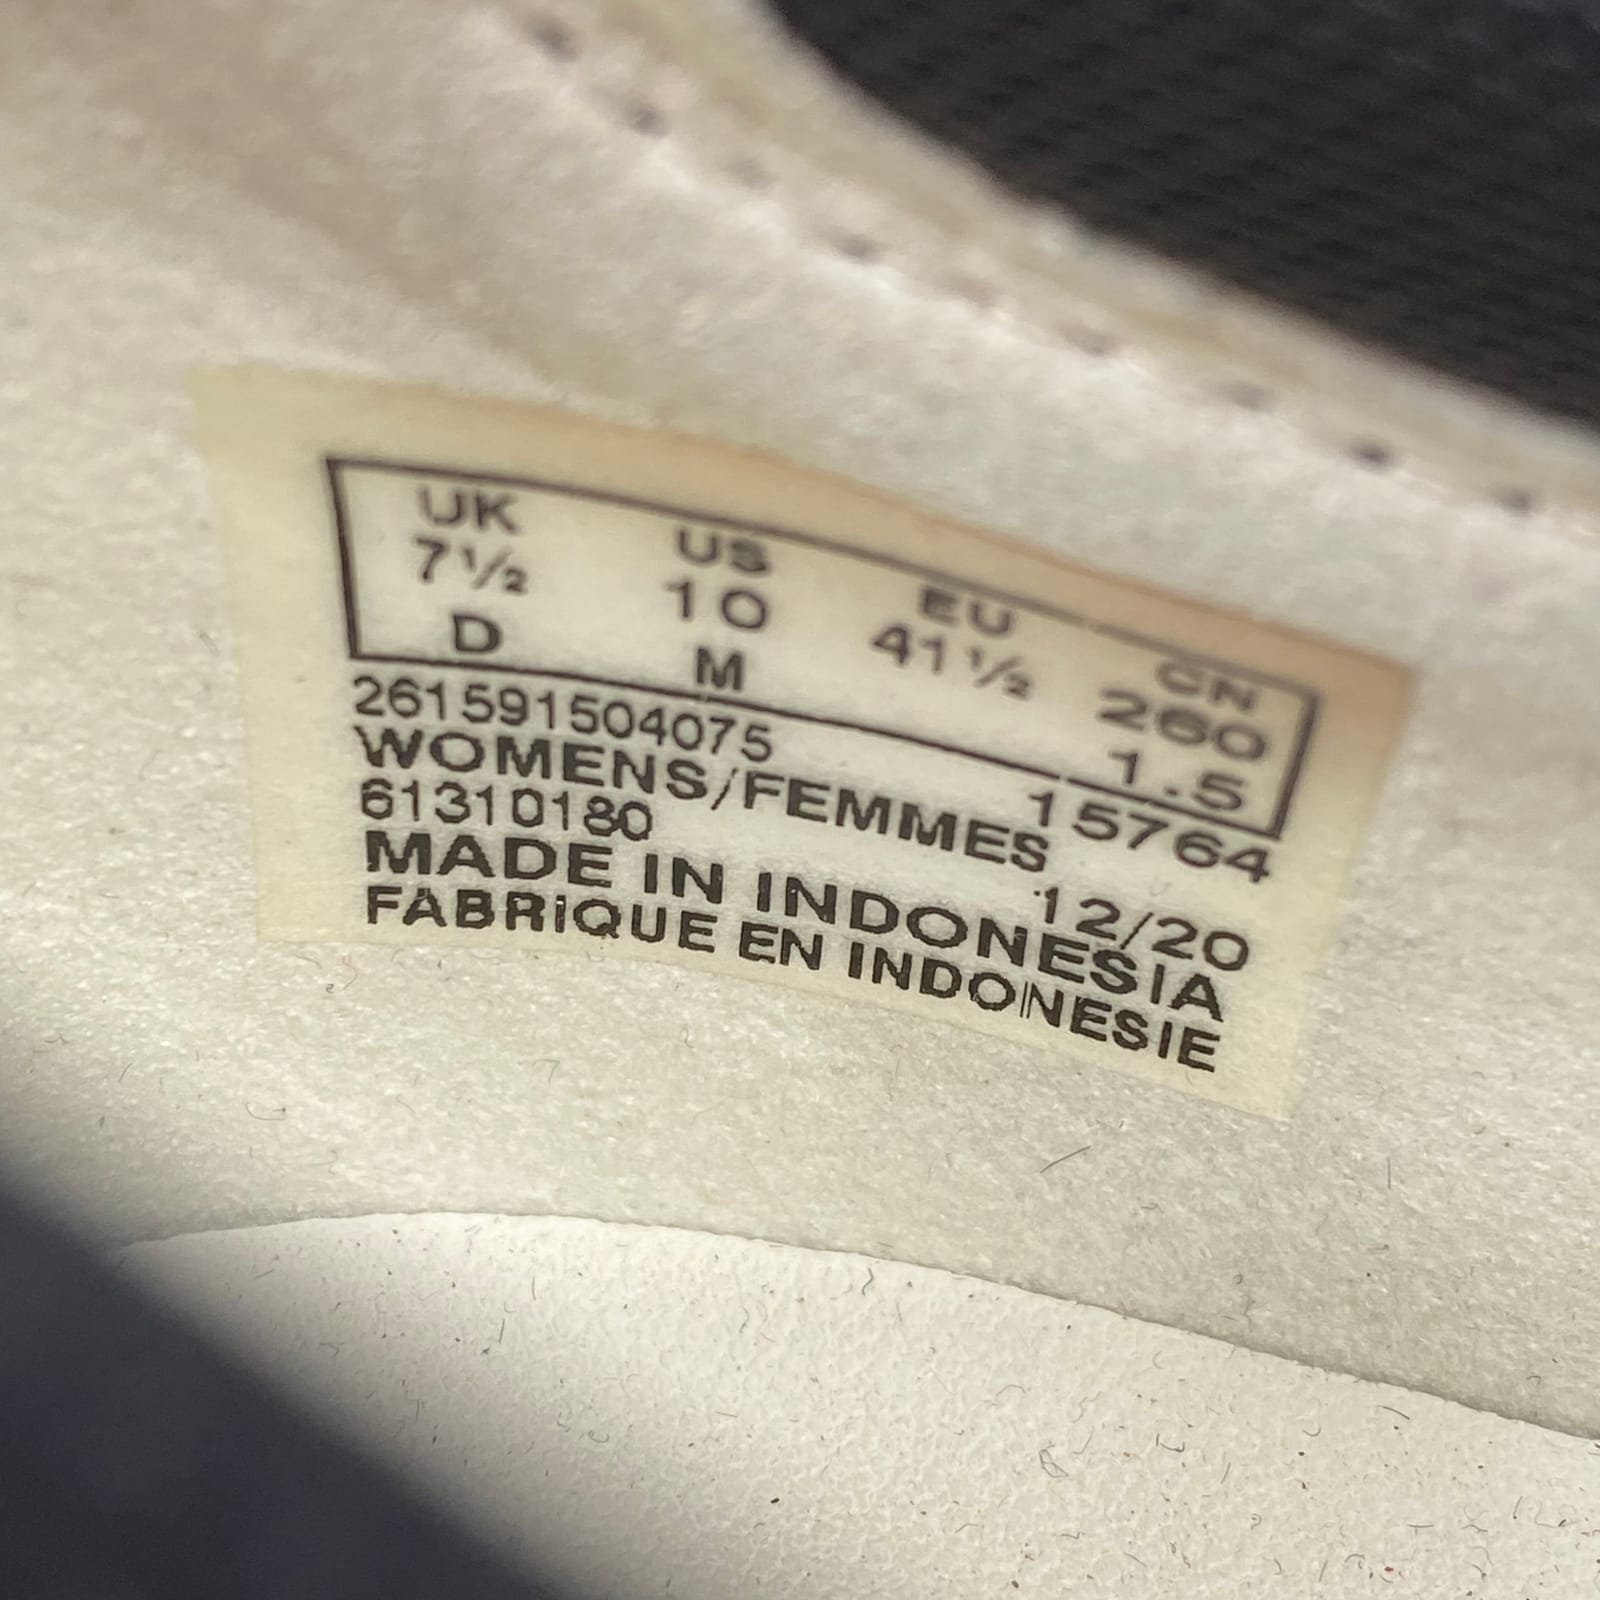 UK US EU CN
7½ 10 41½ 260
D M 1.5
261591504075 15764
WOMENS/FEMMES
61310180 12/20
MADE IN INDONESIA
FABRIQUE EN INDONESIE